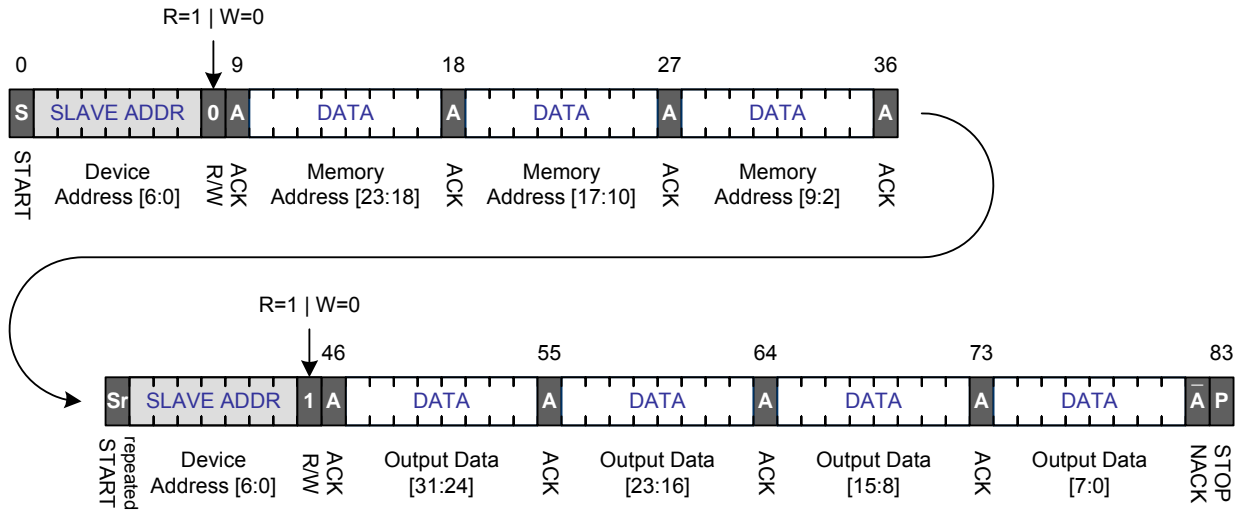 R=1 | W=0
0 9 18 27 36
S SLAVE ADDR 0 A DATA A DATA A DATA A
START Device Address [6:0] R/W ACK Memory Address [23:18] ACK Memory Address [17:10] ACK Memory Address [9:2] ACK
R=1 | W=0
46 55 64 73 83
Sr SLAVE ADDR 1 A DATA A DATA A DATA A DATA A̅ P
repeated START Device Address [6:0] R/W ACK Output Data [31:24] ACK Output Data [23:16] ACK Output Data [15:8] ACK Output Data [7:0] NACK STOP